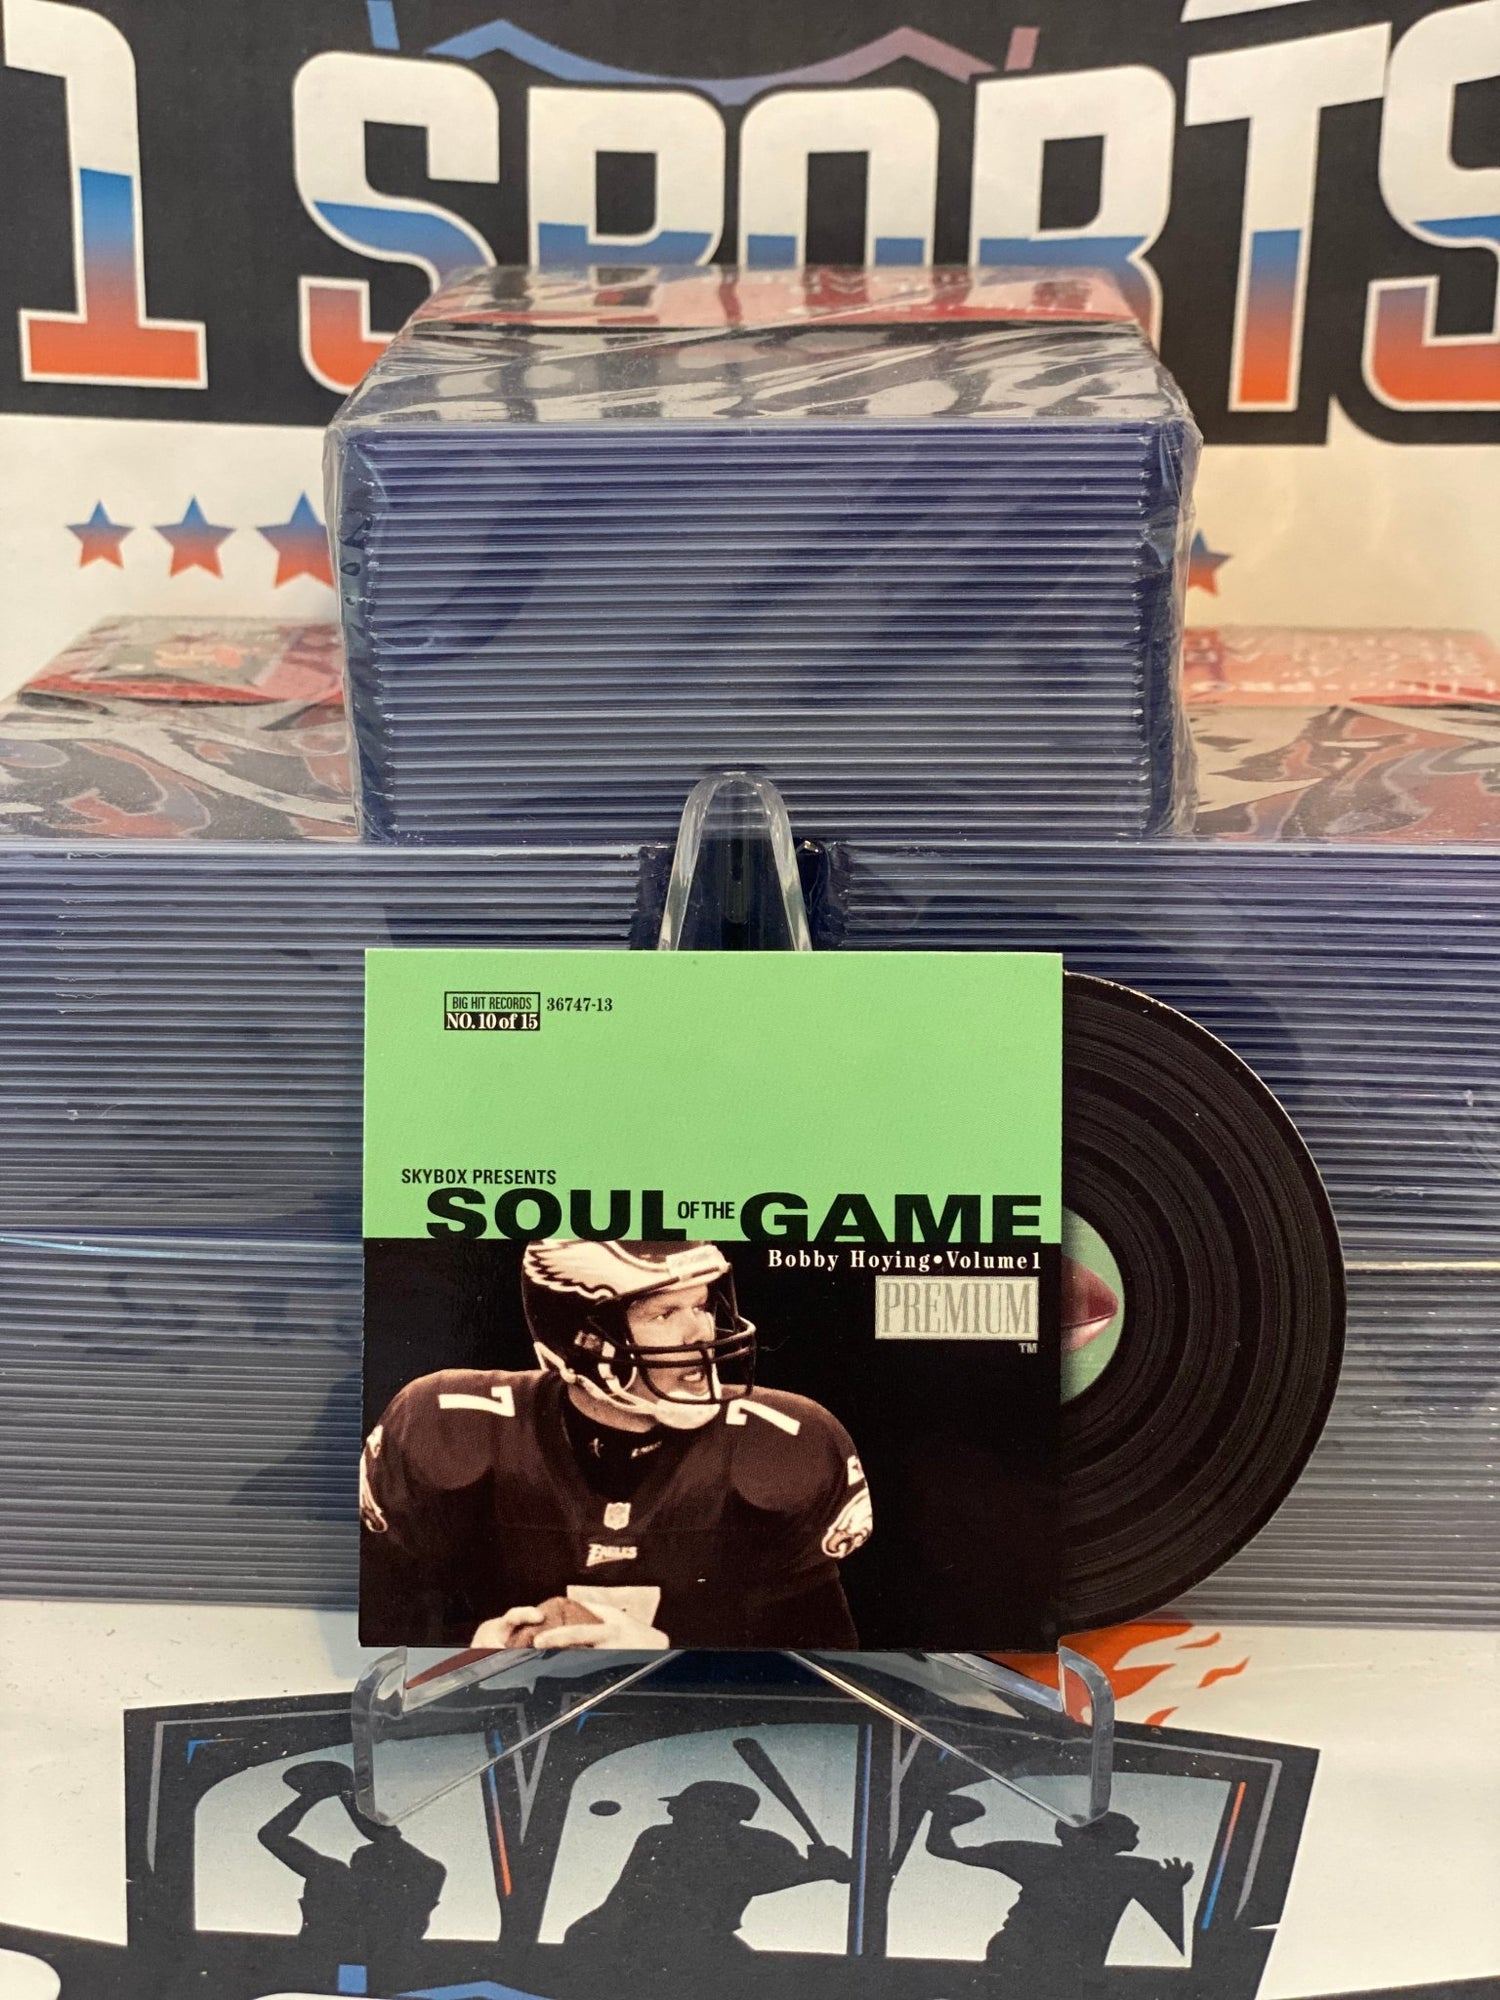 1 SPORTS
BIG HIT RECORDS 36747-13
NO. 10 of 15
SKYBOX PRESENTS
SOUL OF THE GAME
Bobby Hoying•Volume 1
PREMIUM
TM
7 7
EAGLES
7